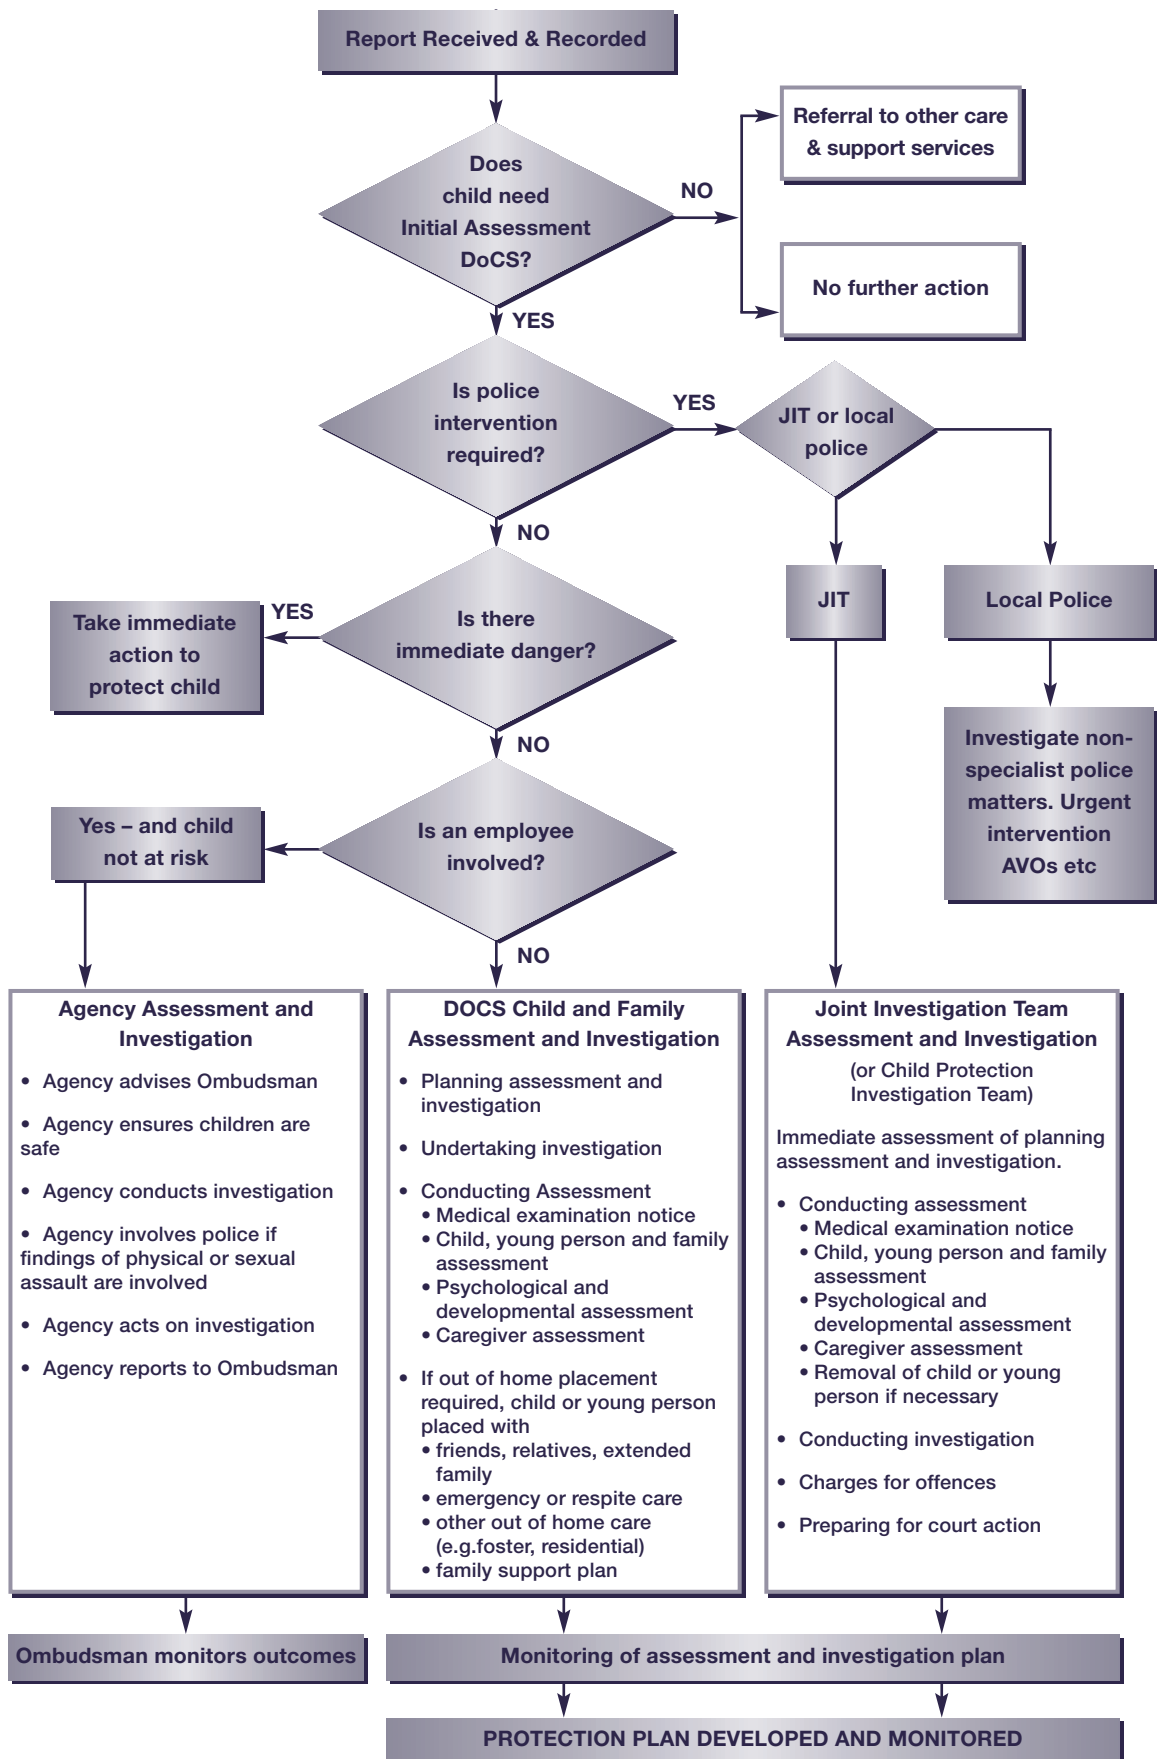 Report Received & Recorded
Does
child need
Initial Assessment
DoCS?
NO
Referral to other care
& support services
No further action
YES
Is police
intervention
required?
YES
JIT or local
police
NO
JIT
Local Police
Is there
immediate danger?
YES
Take immediate
action to
protect child
Investigate non-
specialist police
matters. Urgent
intervention
AVOs etc
NO
Is an employee
involved?
Yes – and child
not at risk
NO
Agency Assessment and
Investigation
• Agency advises Ombudsman
• Agency ensures children are
safe
• Agency conducts investigation
• Agency involves police if
findings of physical or sexual
assault are involved
• Agency acts on investigation
• Agency reports to Ombudsman
DOCS Child and Family
Assessment and Investigation
• Planning assessment and
investigation
• Undertaking investigation
• Conducting Assessment
• Medical examination notice
• Child, young person and family
assessment
• Psychological and
developmental assessment
• Caregiver assessment
• If out of home placement
required, child or young person
placed with
• friends, relatives, extended
family
• emergency or respite care
• other out of home care
(e.g.foster, residential)
• family support plan
Joint Investigation Team
Assessment and Investigation
(or Child Protection
Investigation Team)
Immediate assessment of planning
assessment and investigation.
• Conducting assessment
• Medical examination notice
• Child, young person and family
assessment
• Psychological and
developmental assessment
• Caregiver assessment
• Removal of child or young
person if necessary
• Conducting investigation
• Charges for offences
• Preparing for court action
Ombudsman monitors outcomes
Monitoring of assessment and investigation plan
PROTECTION PLAN DEVELOPED AND MONITORED